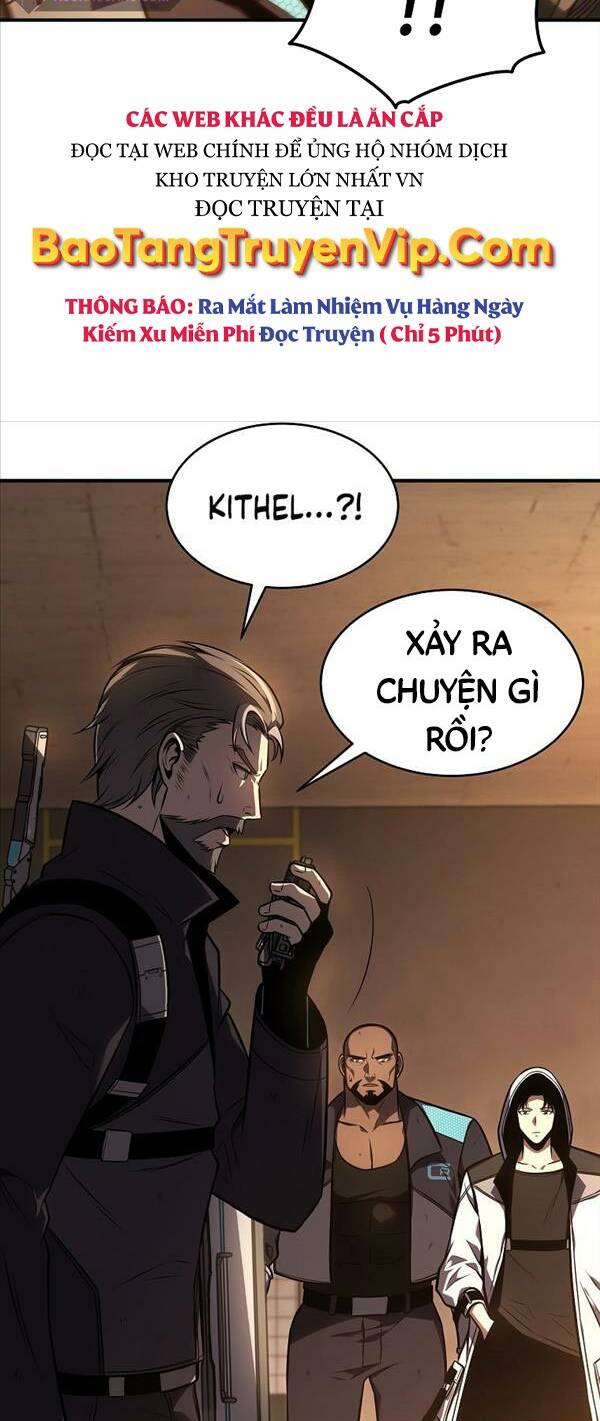 !!
CÁC WEB KHÁC ĐỀU LÀ ĂN CẮP
ĐỌC TẠI WEB CHÍNH ĐỂ ỦNG HỘ NHÓM DỊCH
KHO TRUYỆN LỚN NHẤT VN
ĐỌC TRUYỆN TẠI
BaoTangTruyenVip.Com
THÔNG BÁO: Ra Mắt Làm Nhiệm Vụ Hàng Ngày
Kiếm Xu Miễn Phí Đọc Truyện ( Chỉ 5 Phút)
KITHEL...?!
XẢY RA
CHUYỆN GÌ
RỒI?